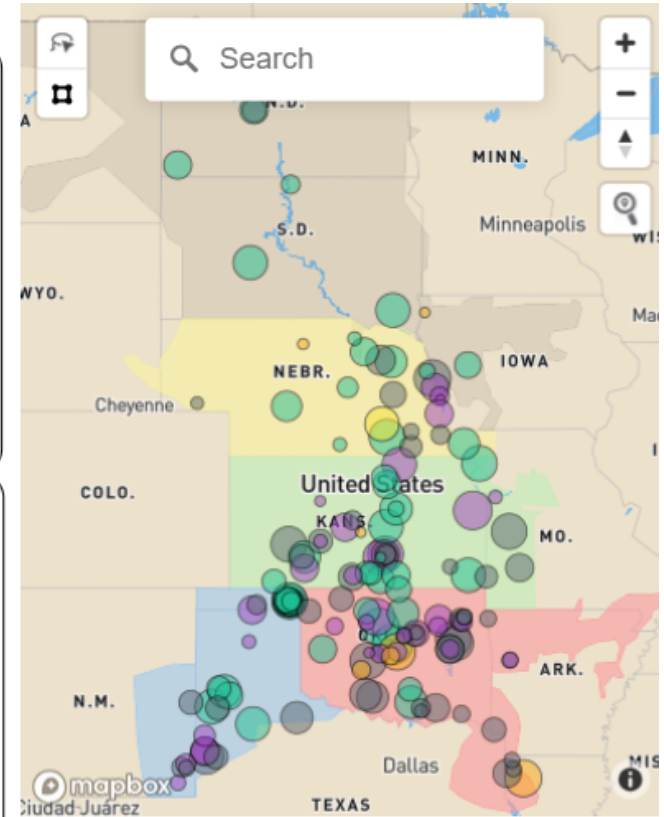 Search
N.D.
A
MINN.
Minneapolis
S.D.
WIS
WYO.
Mad
NEBR.
IOWA
Cheyenne
United States
COLO.
KANS.
MO.
O
ARK.
N.M.
Dallas
MIS
mapbox
Ciudad Juárez
TEXAS